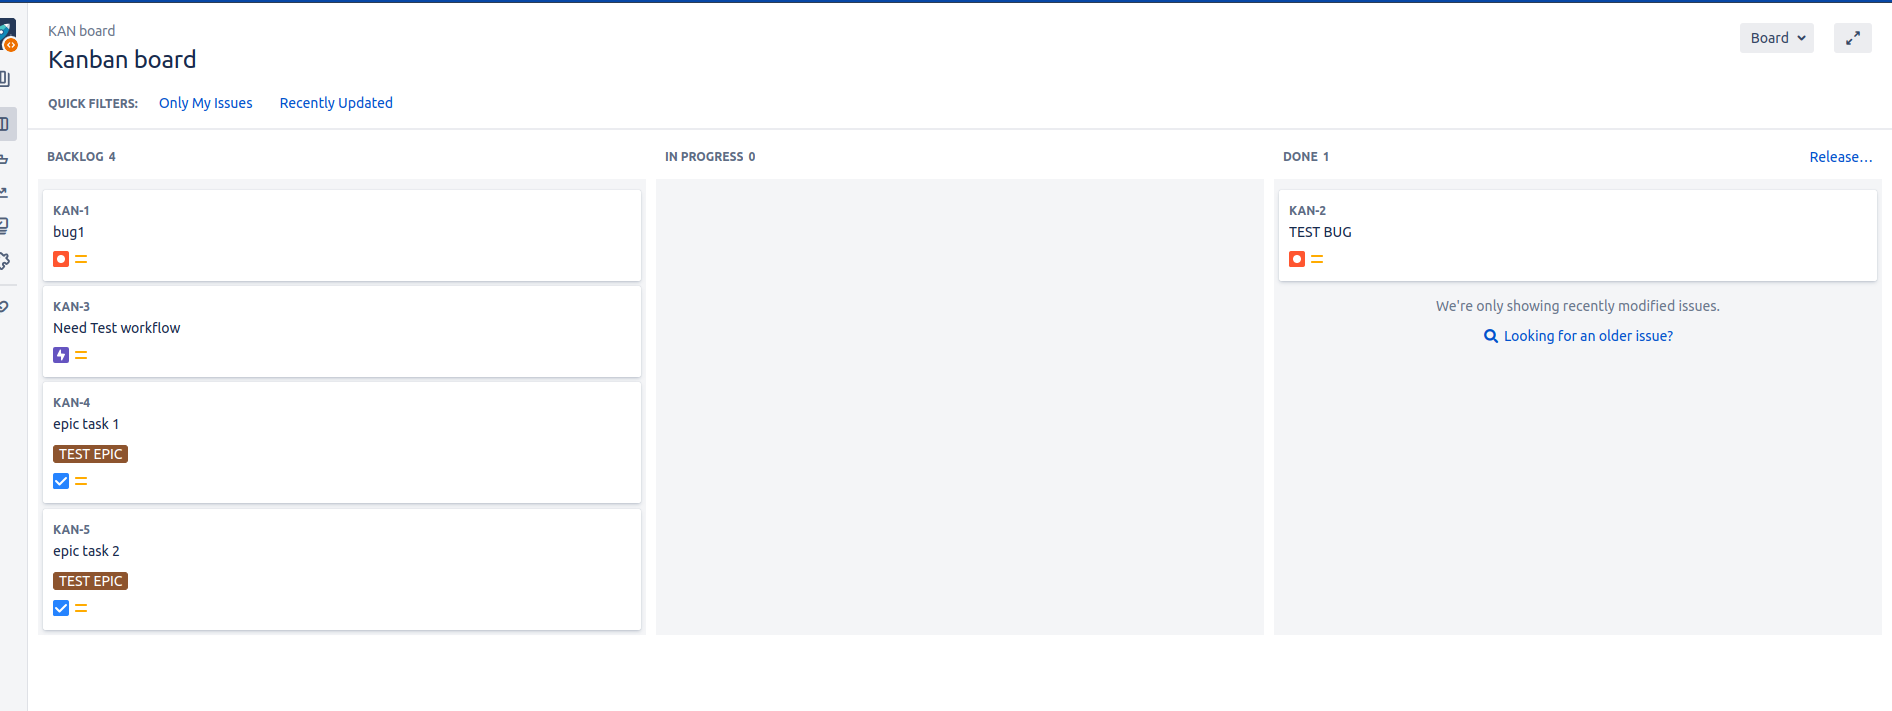 KAN board
Kanban board
Board
QUICK FILTERS: Only My Issues Recently Updated
BACKLOG 4
KAN-1
bug1
KAN-3
Need Test workflow
KAN-4
epic task 1
TEST EPIC
KAN-5
epic task 2
TEST EPIC
IN PROGRESS 0
DONE 1
Release...
KAN-2
TEST BUG
We're only showing recently modified issues.
Looking for an older issue?